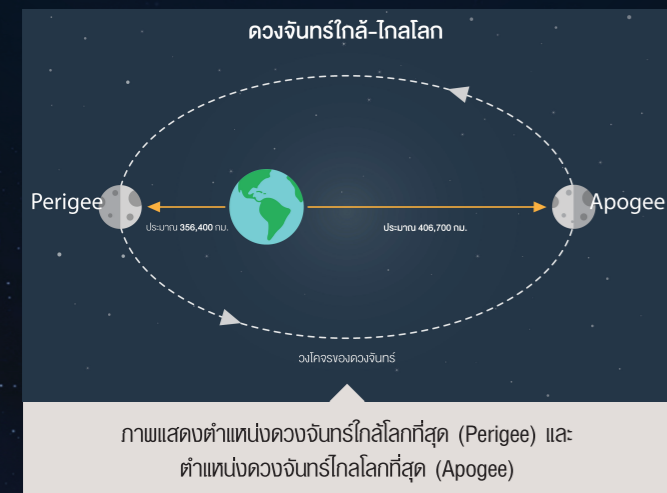 ดวงจันทร์ใกล้-ไกลโลก
Perigee
Apogee
ประมาณ 356,400 กม.
ประมาณ 406,700 กม.
วงโคจรของดวงจันทร์
ภาพแสดงตำแหน่งดวงจันทร์ใกล้โลกที่สุด (Perigee) และ
ตำแหน่งดวงจันทร์ไกลโลกที่สุด (Apogee)